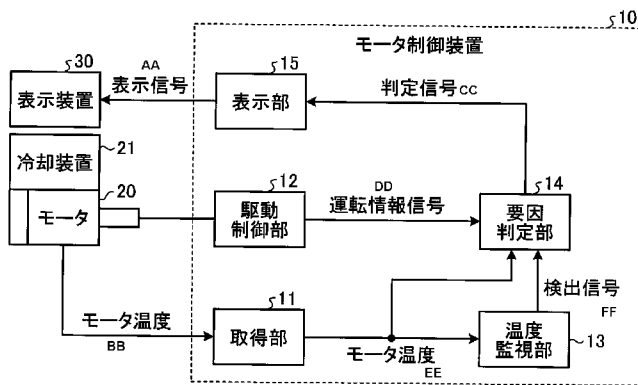 10
モータ制御装置
30
表示装置
AA
表示信号
15
表示部
判定信号CC
21
冷却装置
20
モータ
12
駆動
制御部
DD
運転情報信号
14
要因
判定部
モータ温度
BB
11
取得部
モータ温度
EE
検出信号
FF
温度
監視部
13